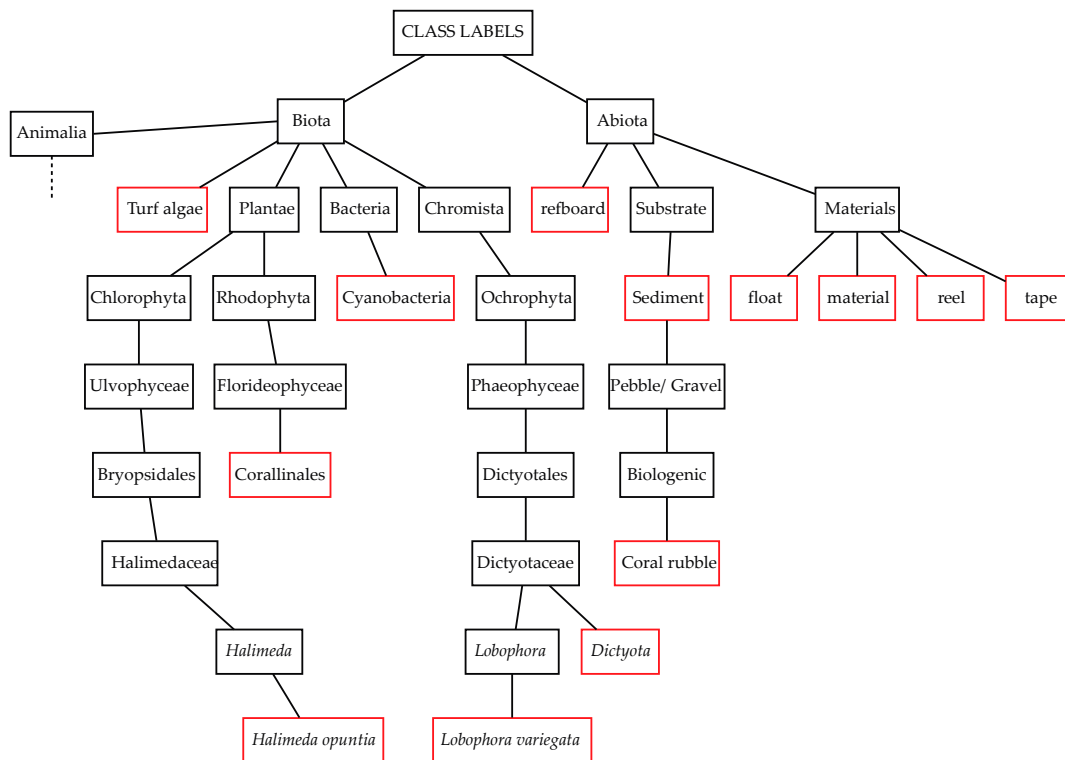 CLASS LABELS
Biota
Abiota
Animalia
Turf algae
Plantae
Bacteria
Chromista
refboard
Substrate
Materials
Chlorophyta
Rhodophyta
Cyanobacteria
Ochrophyta
Sediment
float
material
reel
tape
Ulvophyceae
Florideophyceae
Phaeophyceae
Pebble/ Gravel
Bryopsidales
Corallinales
Dictyotales
Biologenic
Halimedaceae
Dictyotaceae
Coral rubble
Halimeda
Lobophora
Dictyota
Halimeda opuntia
Lobophora variegata